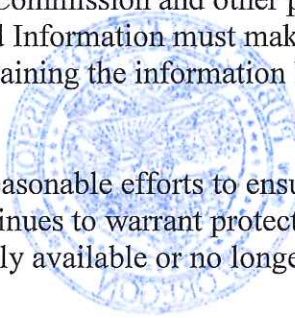 Commission and other p
d Information must mak
aining the information
easonable efforts to ensu
inues to warrant protect
ly available or no longe